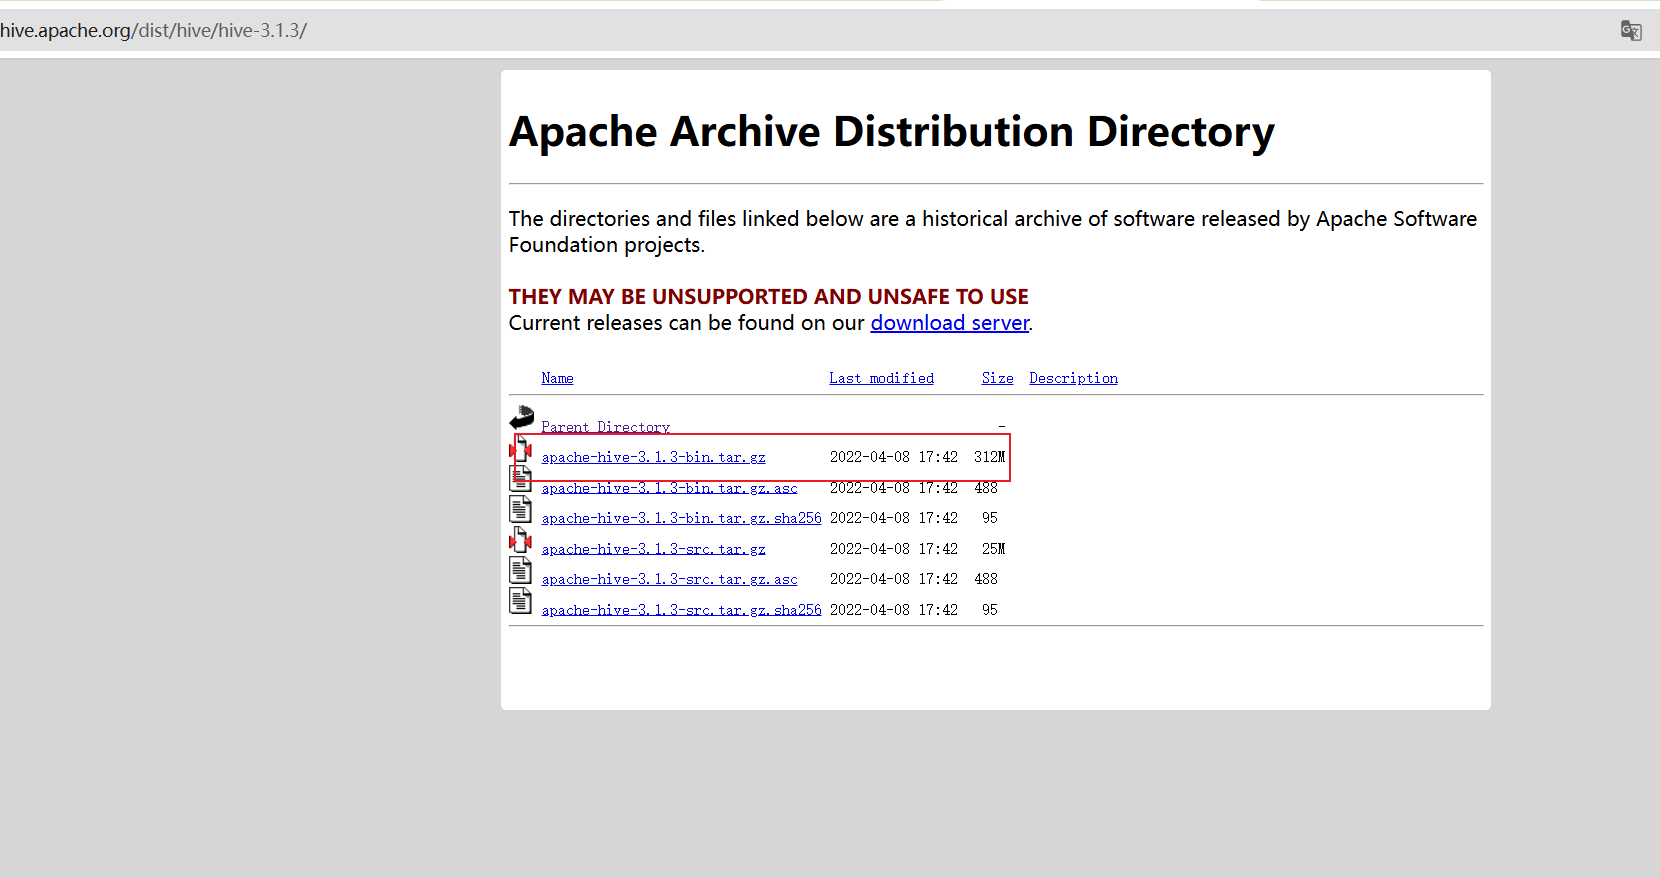 hive.apache.org/dist/hive/hive-3.1.3/
Apache Archive Distribution Directory
The directories and files linked below are a historical archive of software released by Apache Software
Foundation projects.
THEY MAY BE UNSUPPORTED AND UNSAFE TO USE
Current releases can be found on our download server.
Name Last modified Size Description
Parent Directory -
apache-hive-3.1.3-bin.tar.gz 2022-04-08 17:42 312M
apache-hive-3.1.3-bin.tar.gz.asc 2022-04-08 17:42 488
apache-hive-3.1.3-bin.tar.gz.sha256 2022-04-08 17:42 95
apache-hive-3.1.3-src.tar.gz 2022-04-08 17:42 25M
apache-hive-3.1.3-src.tar.gz.asc 2022-04-08 17:42 488
apache-hive-3.1.3-src.tar.gz.sha256 2022-04-08 17:42 95